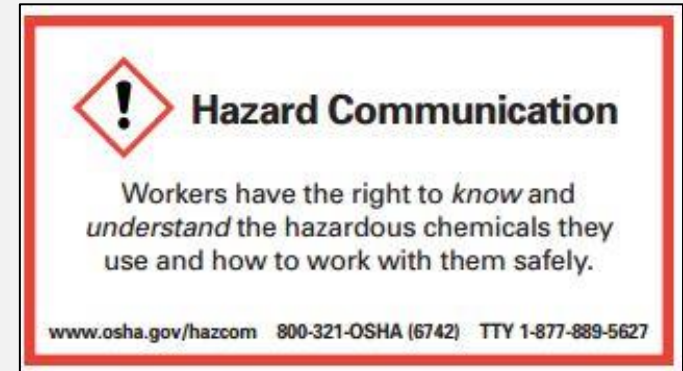 Hazard Communication
Workers have the right to know and
understand the hazardous chemicals they
use and how to work with them safely.
www.osha.gov/hazcom 800-321-OSHA (6742) TTY 1-877-889-5627